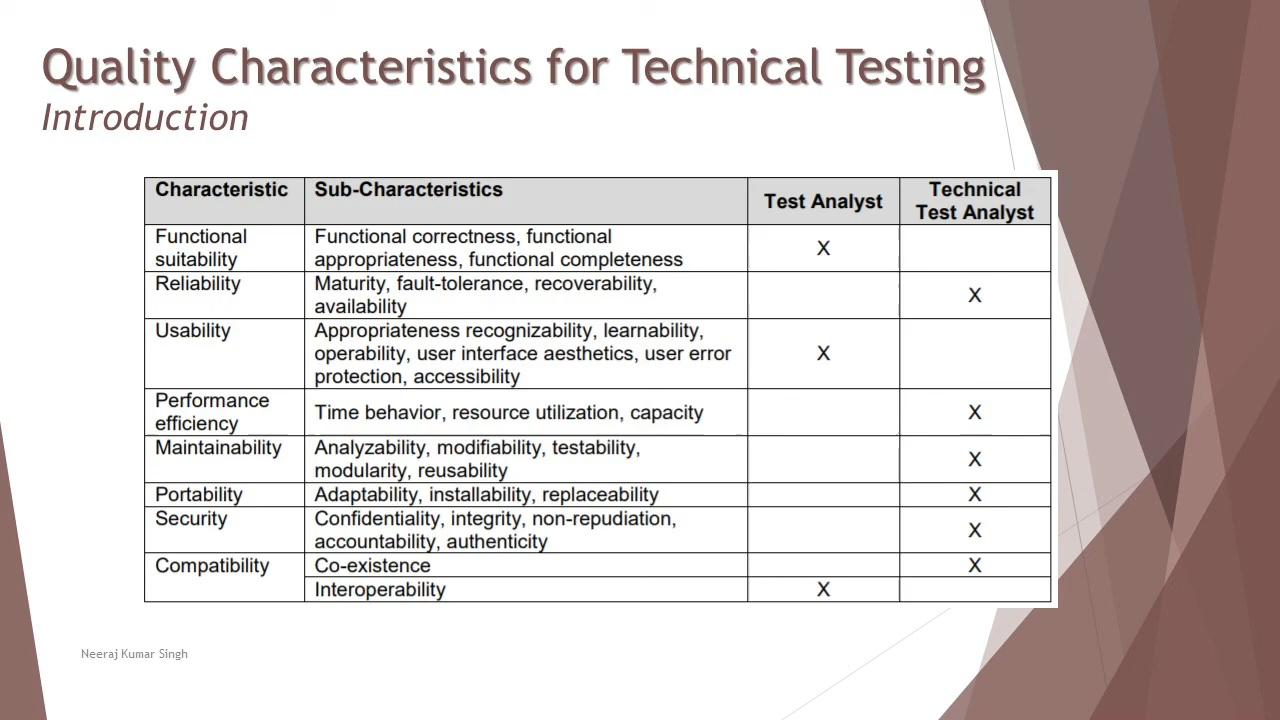 Quality Characteristics for Technical Testing
Introduction
Characteristic Sub-Characteristics Test Analyst Technical Test Analyst
Functional suitability Functional correctness, functional appropriateness, functional completeness X
Reliability Maturity, fault-tolerance, recoverability, availability X
Usability Appropriateness recognizability, learnability, operability, user interface aesthetics, user error protection, accessibility X
Performance efficiency Time behavior, resource utilization, capacity X
Maintainability Analyzability, modifiability, testability, modularity, reusability X
Portability Adaptability, installability, replaceability X
Security Confidentiality, integrity, non-repudiation, accountability, authenticity X
Compatibility Co-existence X
Interoperability X
Neeraj Kumar Singh